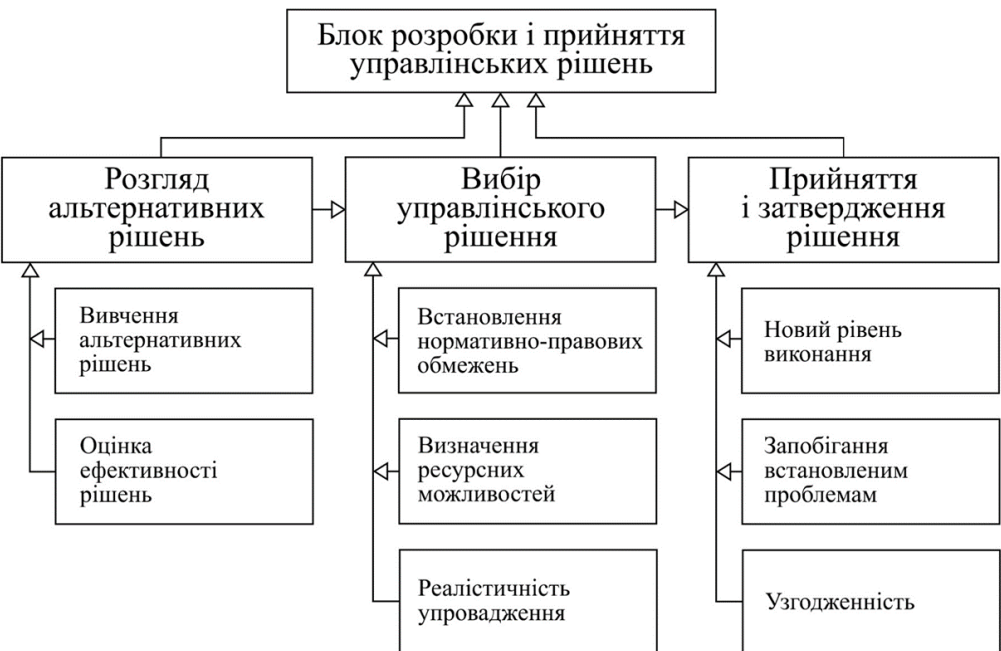 Блок розробки і прийняття
управлінських рішень
Розгляд
альтернативних
рішень
Вибір
управлінського
рішення
Прийняття
і затвердження
рішення
Вивчення
альтернативних
рішень
Оцінка
ефективності
рішень
Встановлення
нормативно-правових
обмежень
Визначення
ресурсних
можливостей
Реалістичність
упровадження
Новий рівень
виконання
Запобігання
встановленим
проблемам
Узгодженність